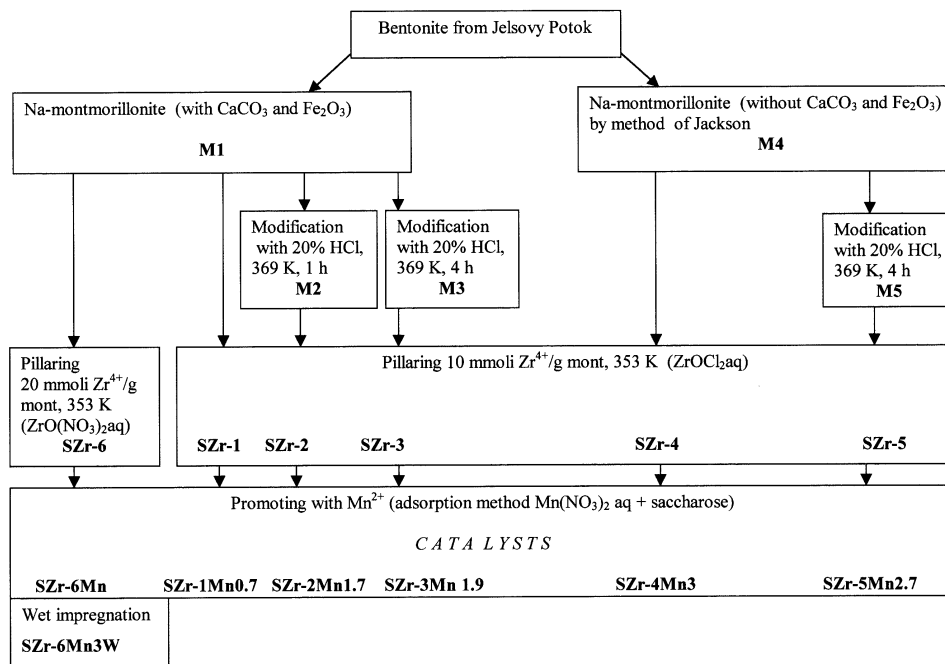 Bentonite from Jelsovy Potok
Na-montmorillonite (with CaCO₃ and Fe₂O₃)
M1
Na-montmorillonite (without CaCO₃ and Fe₂O₃)
by method of Jackson
M4
Modification
with 20% HCl,
369 K, 1 h
M2
Modification
with 20% HCl,
369 K, 4 h
M3
Modification
with 20% HCl,
369 K, 4 h
M5
Pillaring
20 mmoli Zr⁴⁺/g
mont, 353 K
(ZrO(NO₃)₂aq)
SZr-6
Pillaring 10 mmoli Zr⁴⁺/g mont, 353 K (ZrOCl₂aq)
SZr-1 SZr-2 SZr-3 SZr-4 SZr-5
Promoting with Mn²⁺ (adsorption method Mn(NO₃)₂ aq + saccharose)
CATALYSTS
SZr-6Mn SZr-1Mn0.7 SZr-2Mn1.7 SZr-3Mn 1.9 SZr-4Mn3 SZr-5Mn2.7
Wet impregnation
SZr-6Mn3W